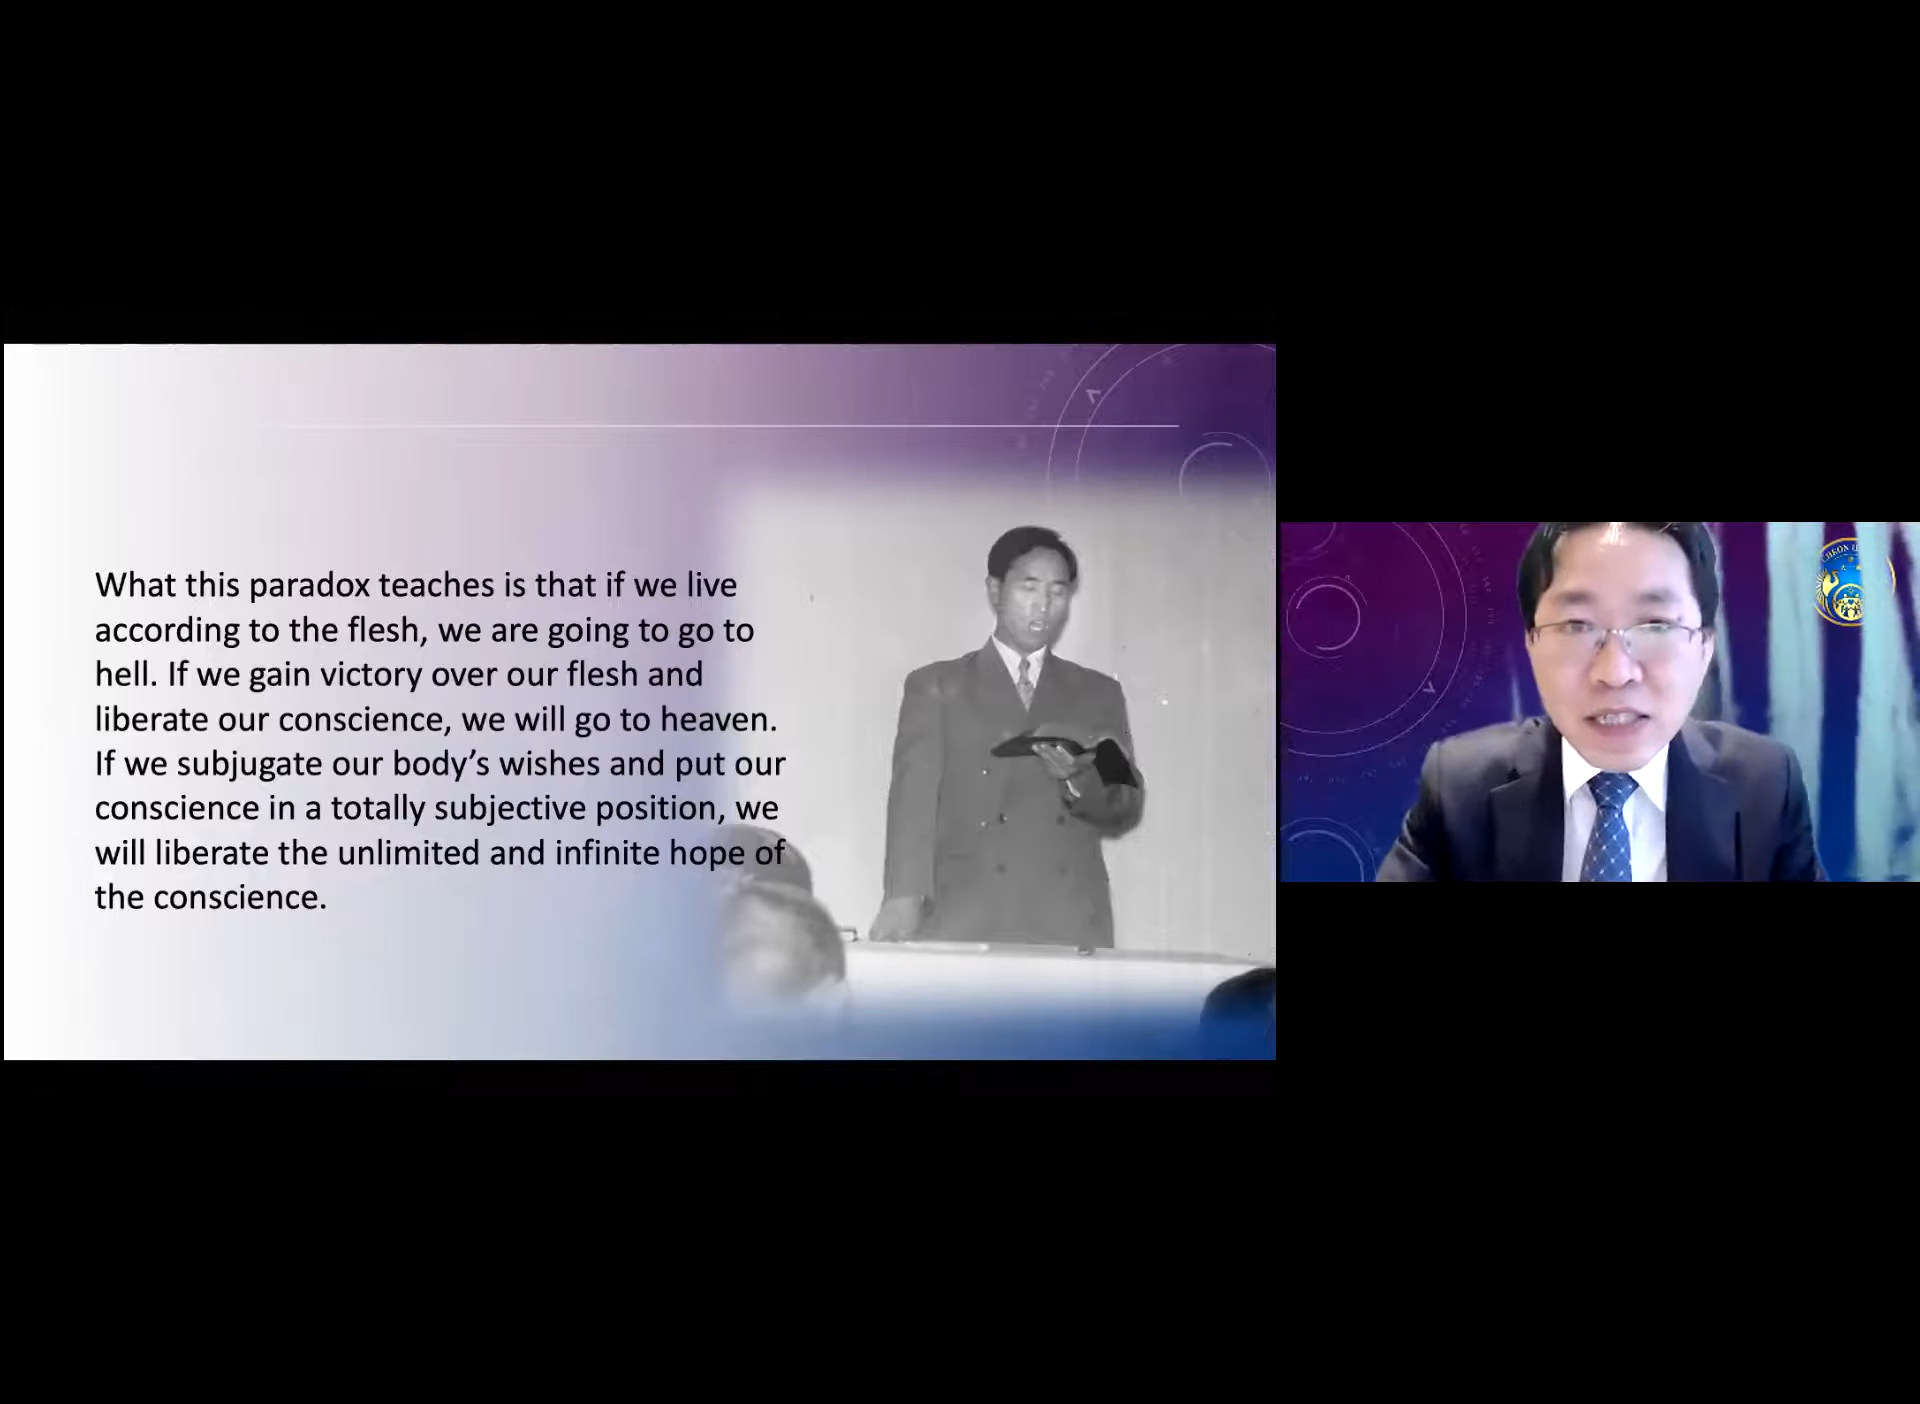 What this paradox teaches is that if we live
according to the flesh, we are going to go to
hell. If we gain victory over our flesh and
liberate our conscience, we will go to heaven.
If we subjugate our body’s wishes and put our
conscience in a totally subjective position, we
will liberate the unlimited and infinite hope of
the conscience.